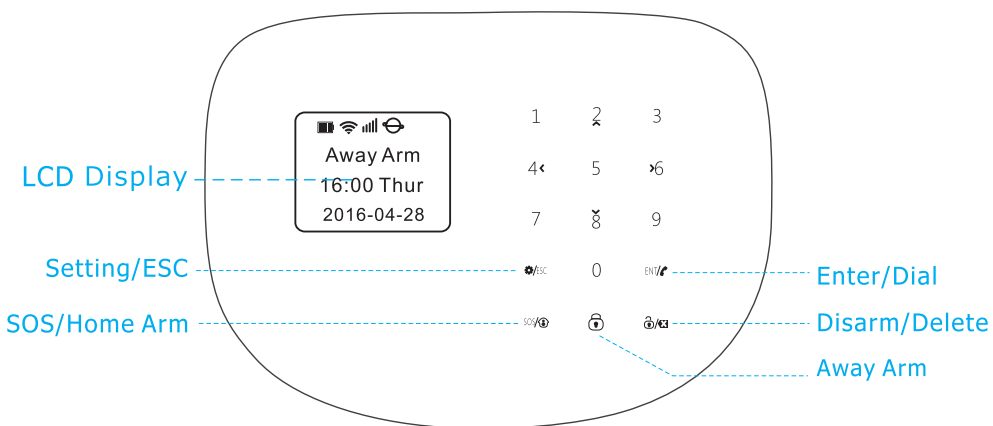 1 2 3
Away Arm
4 5 6
LCD Display
16:00 Thur
2016-04-28
7 8 9
Setting/ESC
/ESC 0 ENT/
Enter/Dial
SOS/Home Arm
SOS/
Disarm/Delete
Away Arm